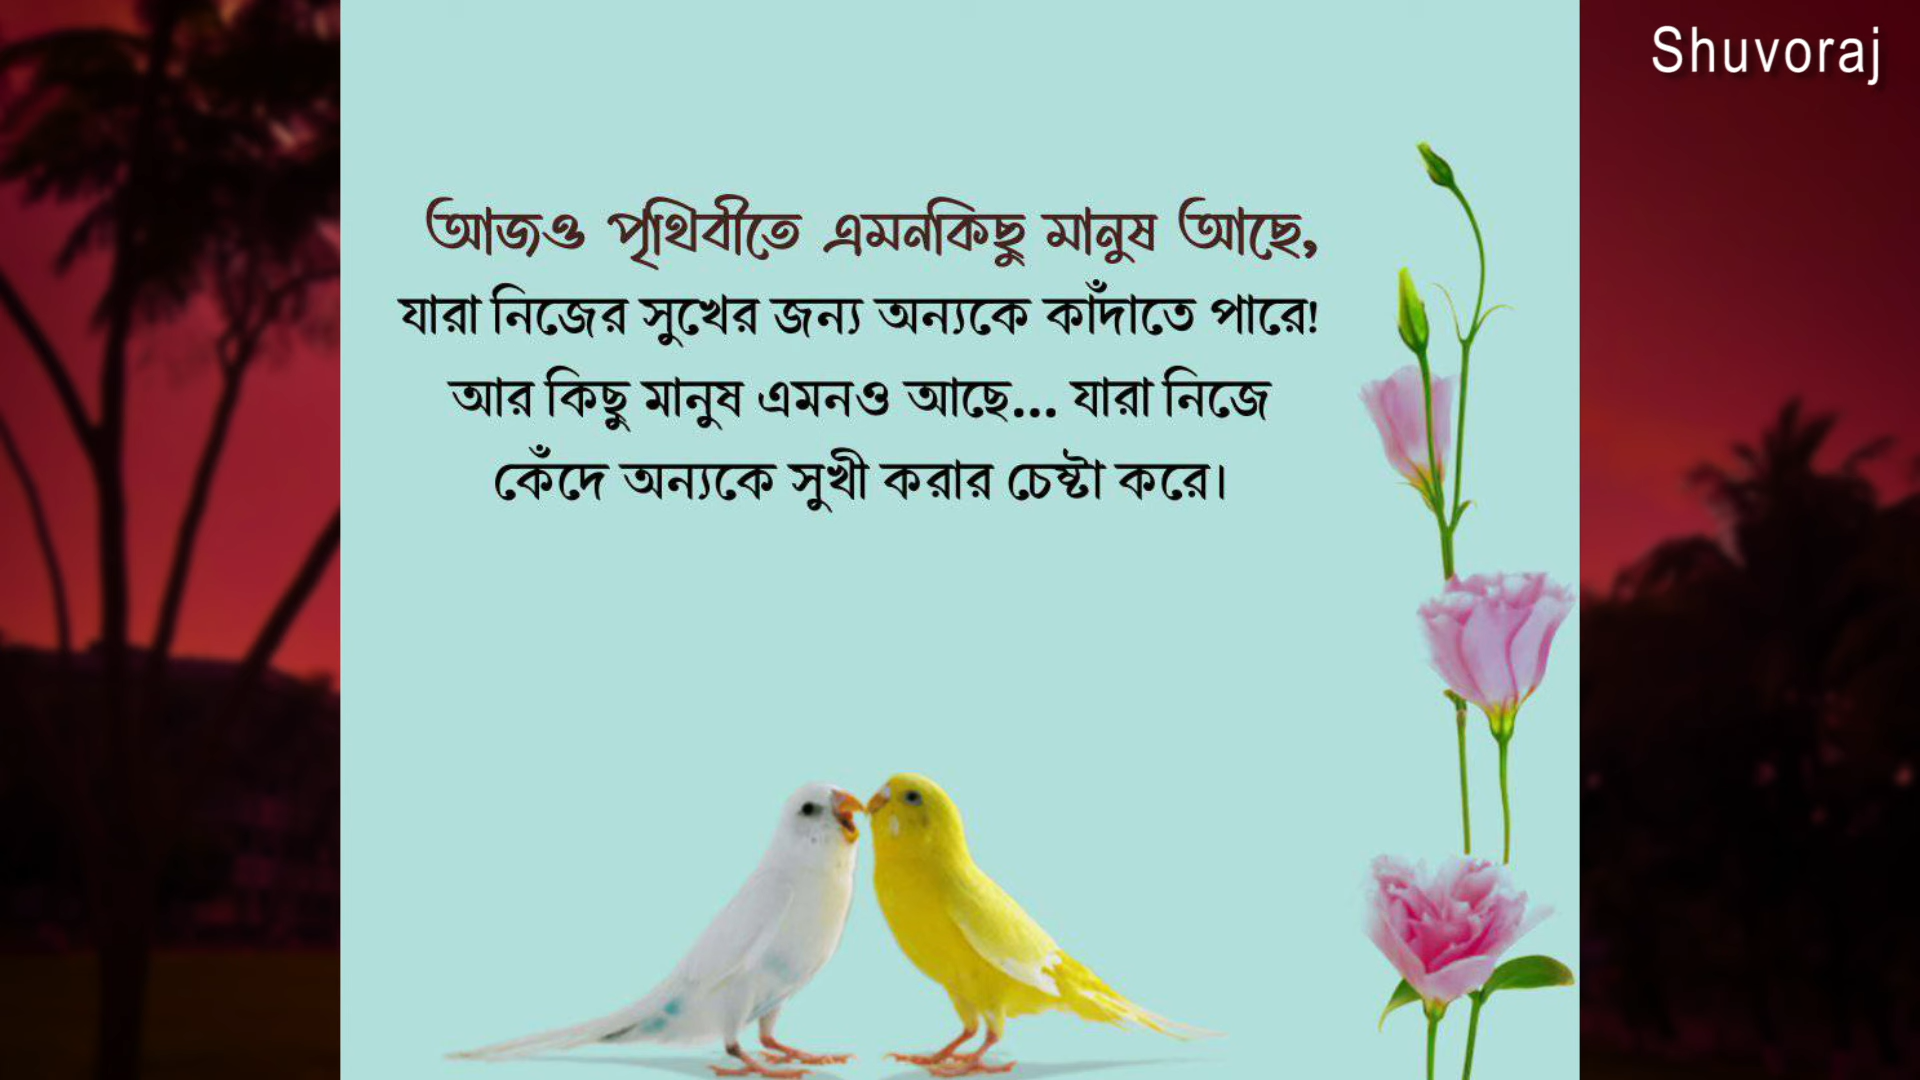 Shuvoraj
আজও পৃথিবীতে এমনকিছু মানুষ আছে,
যারা নিজের সুখের জন্য অন্যকে কাঁদাতে পারে!
আর কিছু মানুষ এমনও আছে... যারা নিজে
কেঁদে অন্যকে সুখী করার চেষ্টা করে।